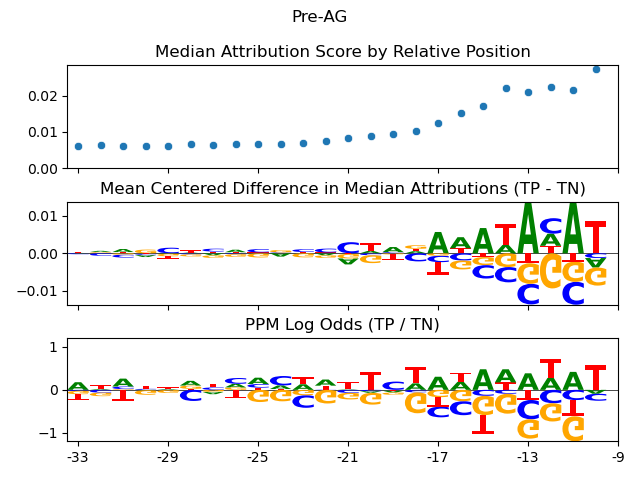 Pre-AG
Median Attribution Score by Relative Position
0.02
0.01
0.00
Mean Centered Difference in Median Attributions (TP - TN)
0.01
0.00
−0.01
PPM Log Odds (TP / TN)
1
0
−1
-33 -29 -25 -21 -17 -13 -9